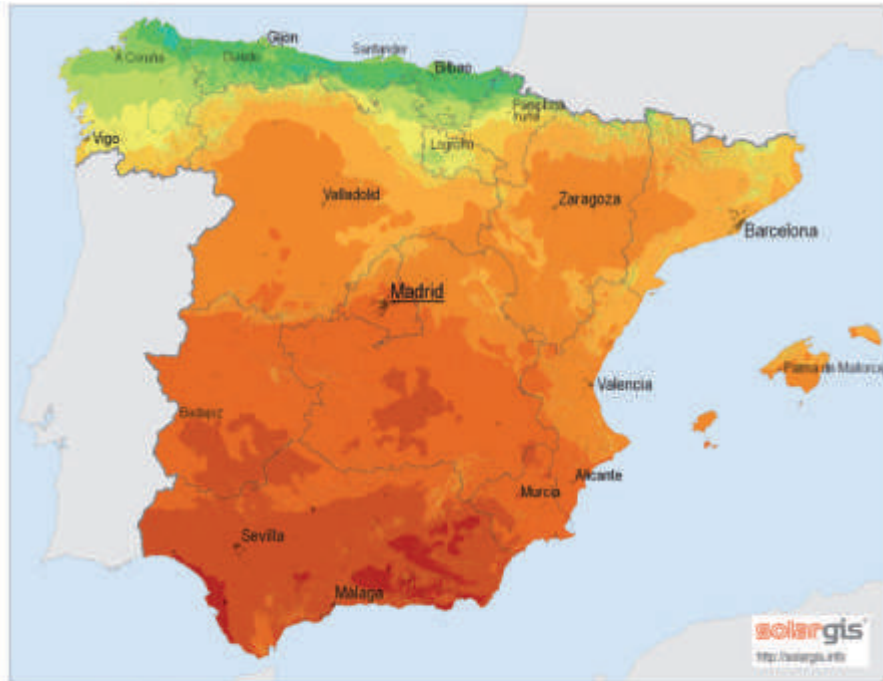 Gijon
A Coruña
Oviedo
Santander
Bilbao
Pamplona
Vigo
Logroño
Valladolid
Zaragoza
Barcelona
Madrid
Palma de Mallorca
Valencia
Badajoz
Alicante
Murcia
Sevilla
Malaga
solargis
http://solargis.info